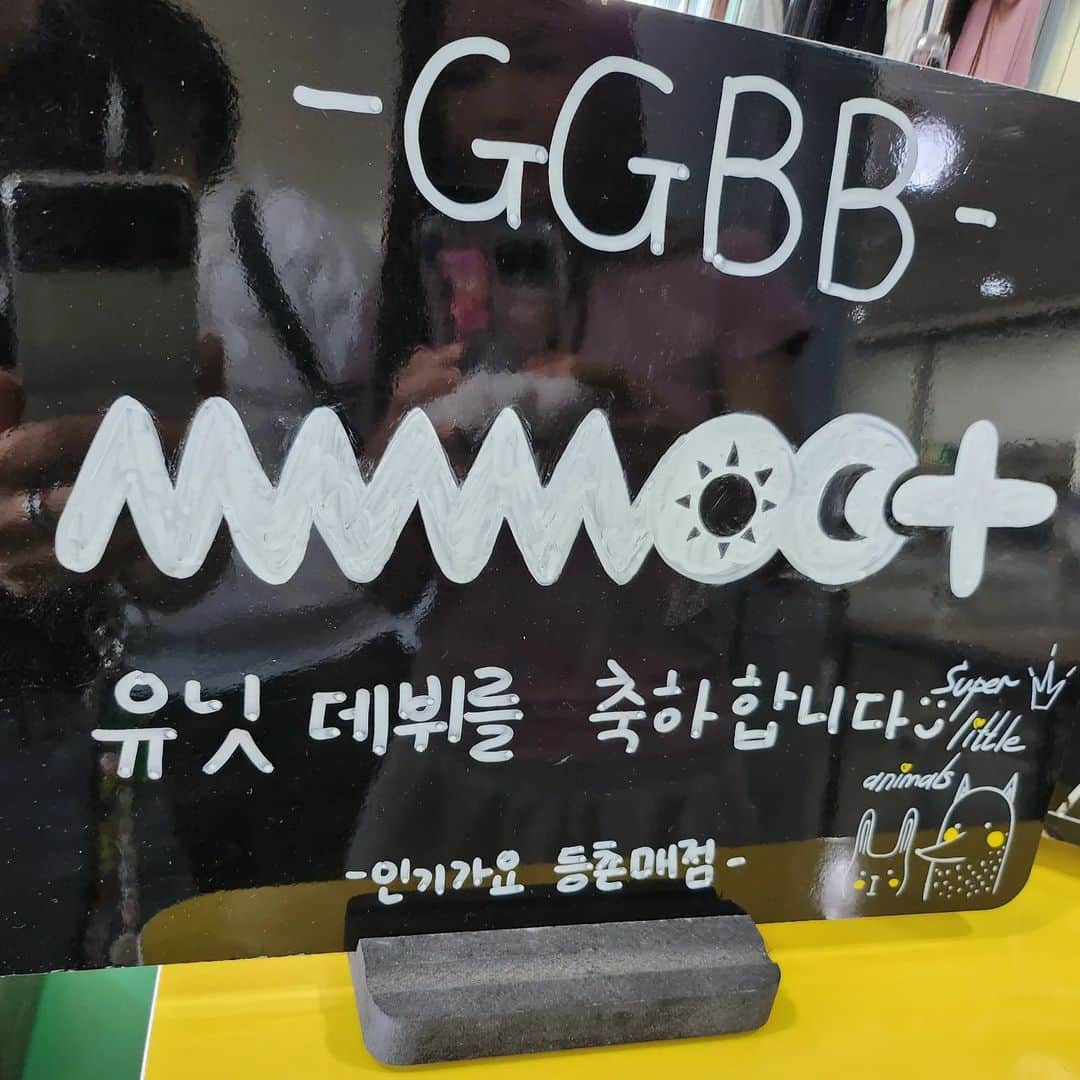 -GGBB-
유닛 데뷔를 축하합니다
Super
little
animals
-인기가요 등촌매점-